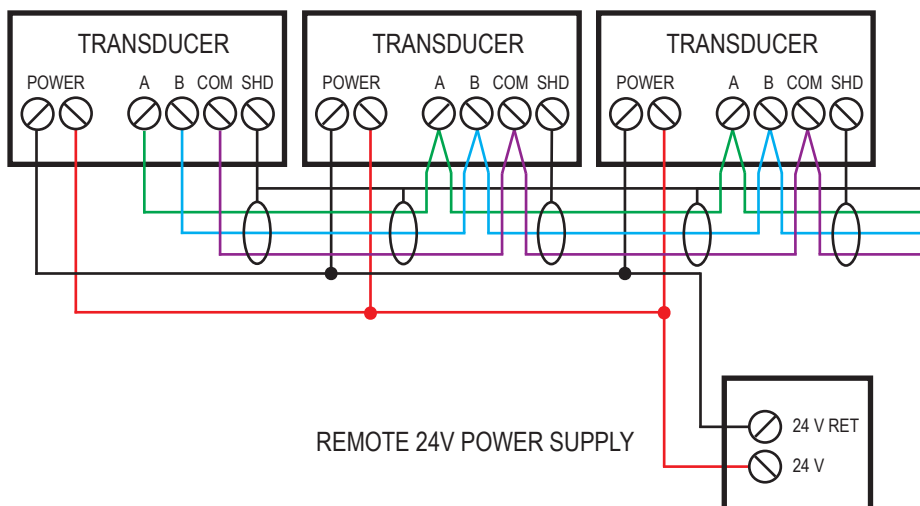 TRANSDUCER
POWER A B COM SHD
TRANSDUCER
POWER A B COM SHD
TRANSDUCER
POWER A B COM SHD
REMOTE 24V POWER SUPPLY
24 V RET
24 V